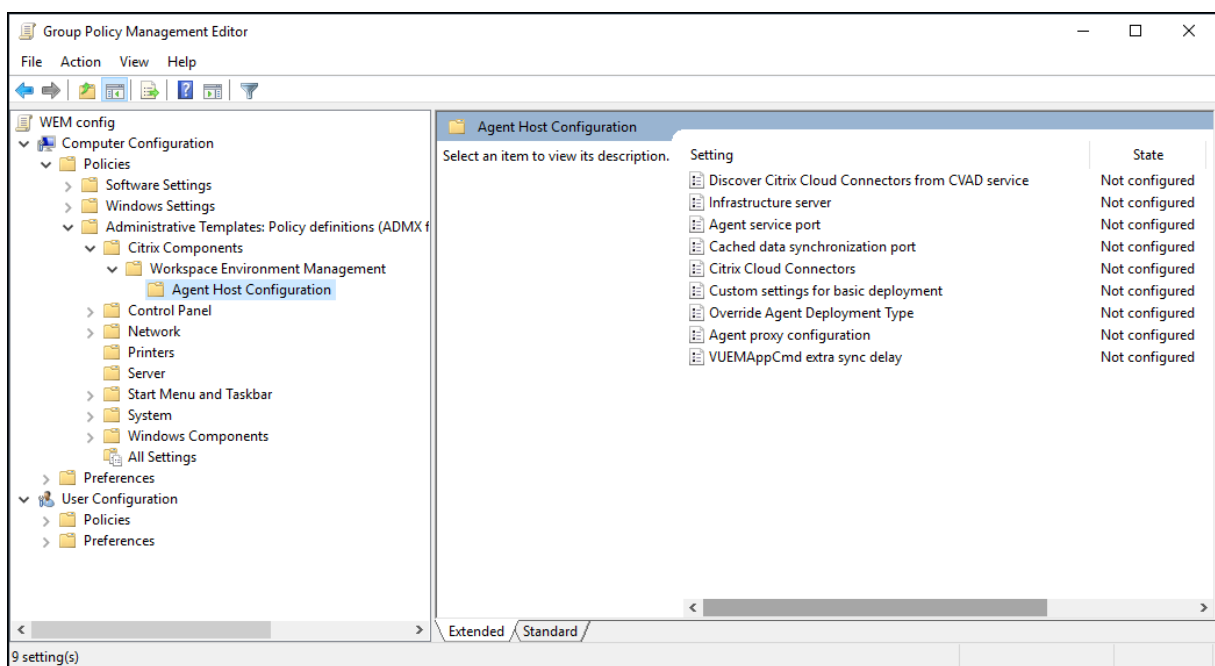 Group Policy Management Editor
File Action View Help
WEM config
Computer Configuration
Policies
Software Settings
Windows Settings
Administrative Templates: Policy definitions (ADMX f
Citrix Components
Workspace Environment Management
Agent Host Configuration
Control Panel
Network
Printers
Server
Start Menu and Taskbar
System
Windows Components
All Settings
Preferences
User Configuration
Policies
Preferences
Agent Host Configuration
Select an item to view its description.
Setting State
Discover Citrix Cloud Connectors from CVAD service Not configured
Infrastructure server Not configured
Agent service port Not configured
Cached data synchronization port Not configured
Citrix Cloud Connectors Not configured
Custom settings for basic deployment Not configured
Override Agent Deployment Type Not configured
Agent proxy configuration Not configured
VUEMAppCmd extra sync delay Not configured
Extended Standard
9 setting(s)